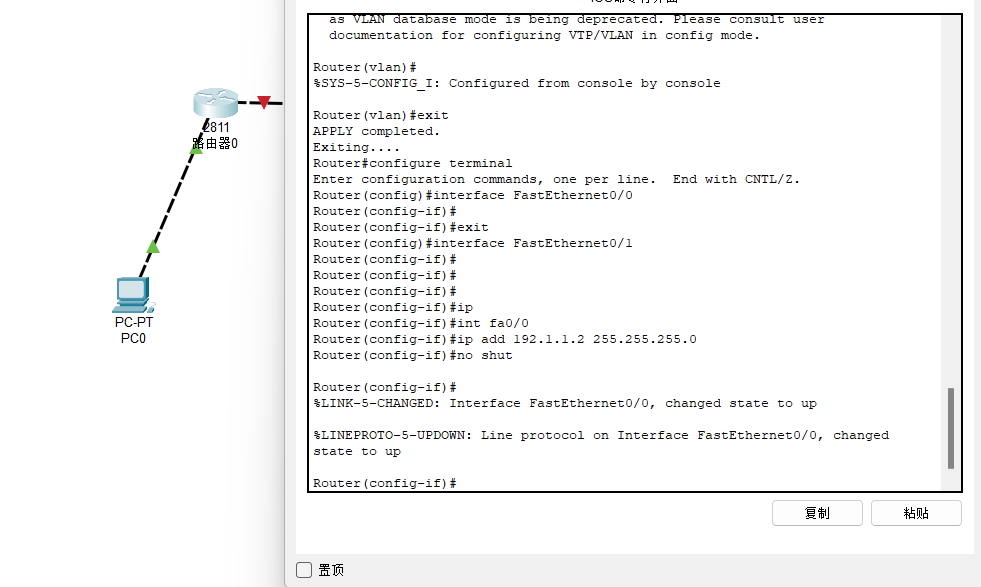 as VLAN database mode is being deprecated. Please consult user
documentation for configuring VTP/VLAN in config mode.
Router(vlan)#
%SYS-5-CONFIG_I: Configured from console by console
Router(vlan)#exit
APPLY completed.
Exiting....
Router#configure terminal
Enter configuration commands, one per line.  End with CNTL/Z.
Router(config)#interface FastEthernet0/0
Router(config-if)#
Router(config-if)#exit
Router(config)#interface FastEthernet0/1
Router(config-if)#
Router(config-if)#
Router(config-if)#
Router(config-if)#ip
Router(config-if)#int fa0/0
Router(config-if)#ip add 192.1.1.2 255.255.255.0
Router(config-if)#no shut
Router(config-if)#
%LINK-5-CHANGED: Interface FastEthernet0/0, changed state to up
%LINEPROTO-5-UPDOWN: Line protocol on Interface FastEthernet0/0, changed
state to up
Router(config-if)#
复制
粘贴
置顶
2811
路由器0
PC-PT
PC0